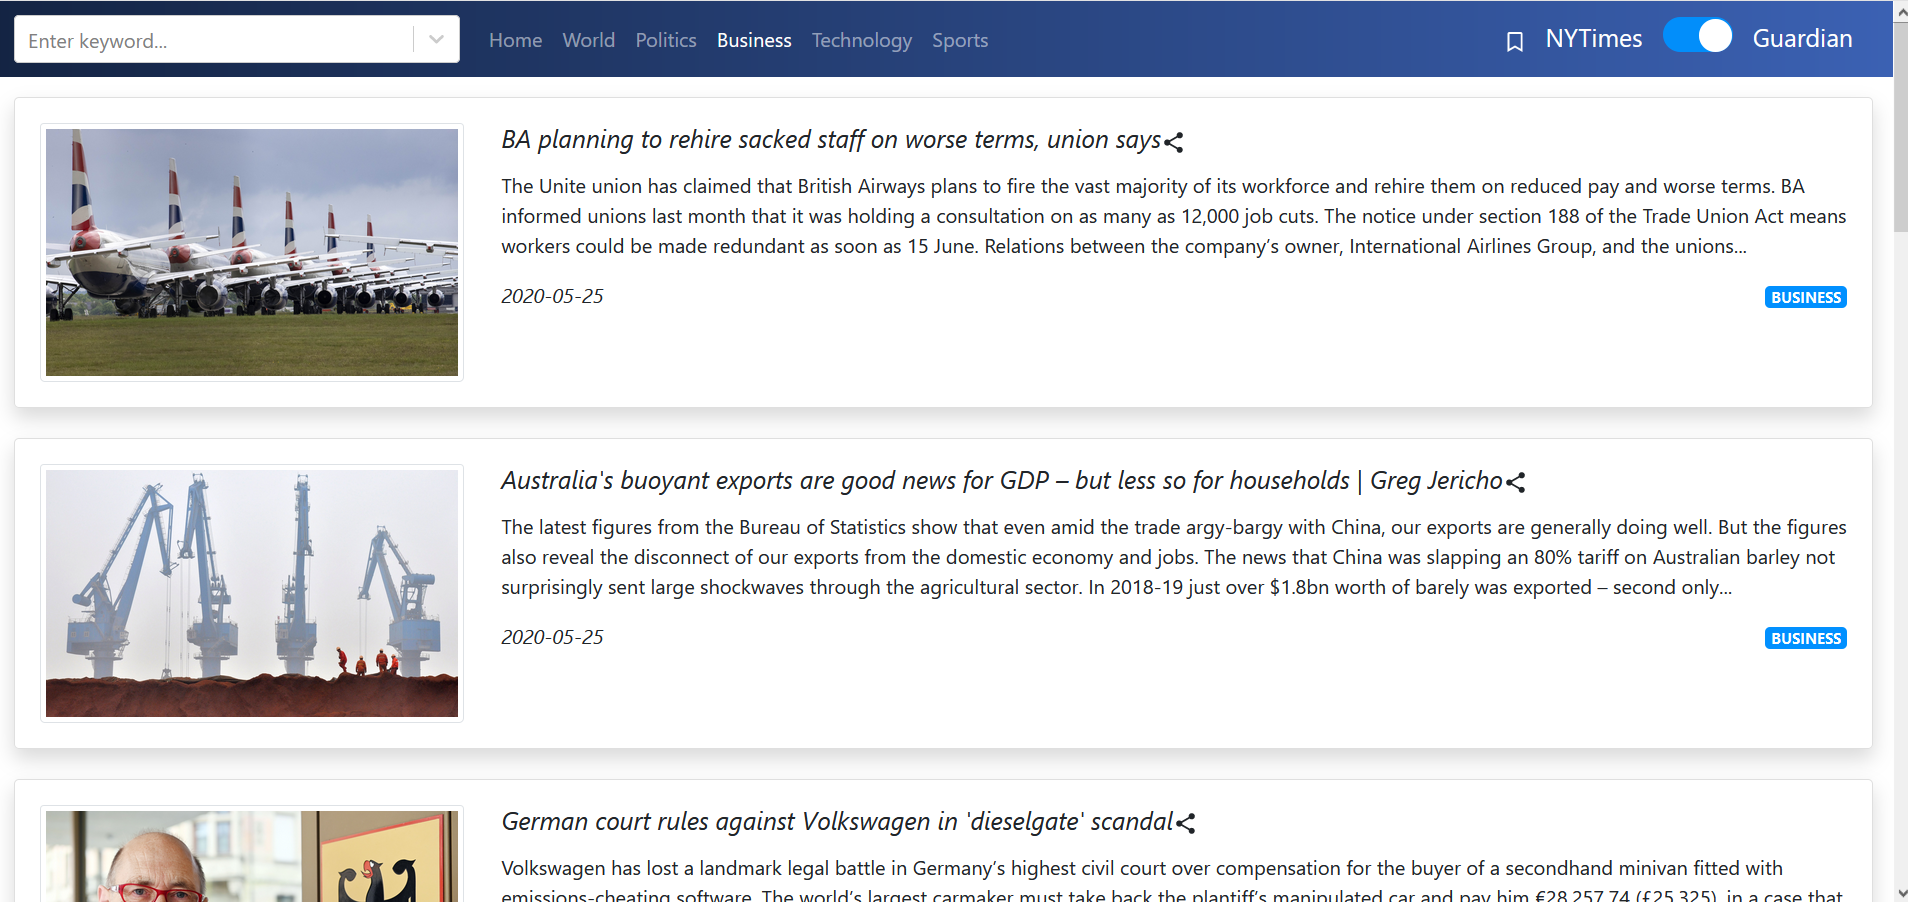 Enter keyword...
Home World Politics Business Technology Sports
NYTimes Guardian
BA planning to rehire sacked staff on worse terms, union says
The Unite union has claimed that British Airways plans to fire the vast majority of its workforce and rehire them on reduced pay and worse terms. BA
informed unions last month that it was holding a consultation on as many as 12,000 job cuts. The notice under section 188 of the Trade Union Act means
workers could be made redundant as soon as 15 June. Relations between the company’s owner, International Airlines Group, and the unions...
2020-05-25
BUSINESS
Australia's buoyant exports are good news for GDP – but less so for households | Greg Jericho
The latest figures from the Bureau of Statistics show that even amid the trade argy-bargy with China, our exports are generally doing well. But the figures
also reveal the disconnect of our exports from the domestic economy and jobs. The news that China was slapping an 80% tariff on Australian barley not
surprisingly sent large shockwaves through the agricultural sector. In 2018-19 just over $1.8bn worth of barely was exported – second only...
2020-05-25
BUSINESS
German court rules against Volkswagen in 'dieselgate' scandal
Volkswagen has lost a landmark legal battle in Germany’s highest civil court over compensation for the buyer of a secondhand minivan fitted with
emissions-cheating software. The world’s largest carmaker must take back the plantiff’s manipulated car and pay him €28,257.74 (£25,325), in a case that